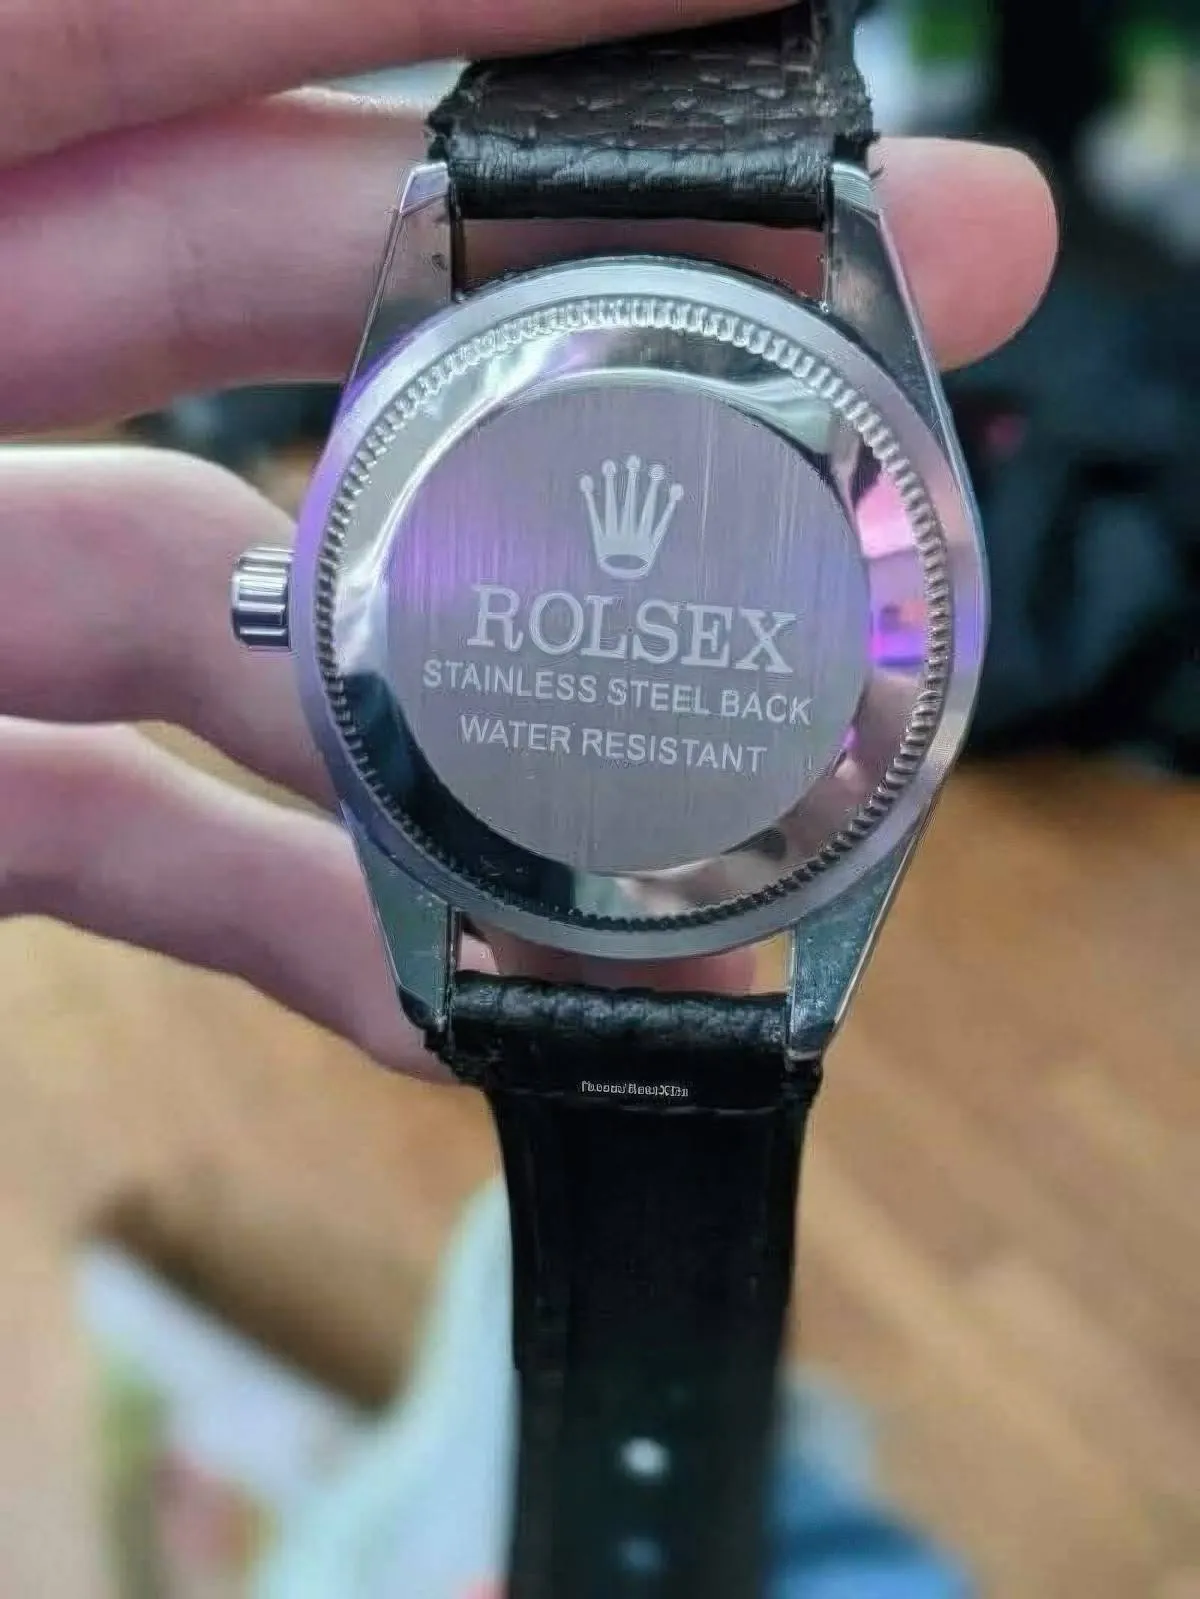 ROLSEX
STAINLESS STEEL BACK
WATER RESISTANT